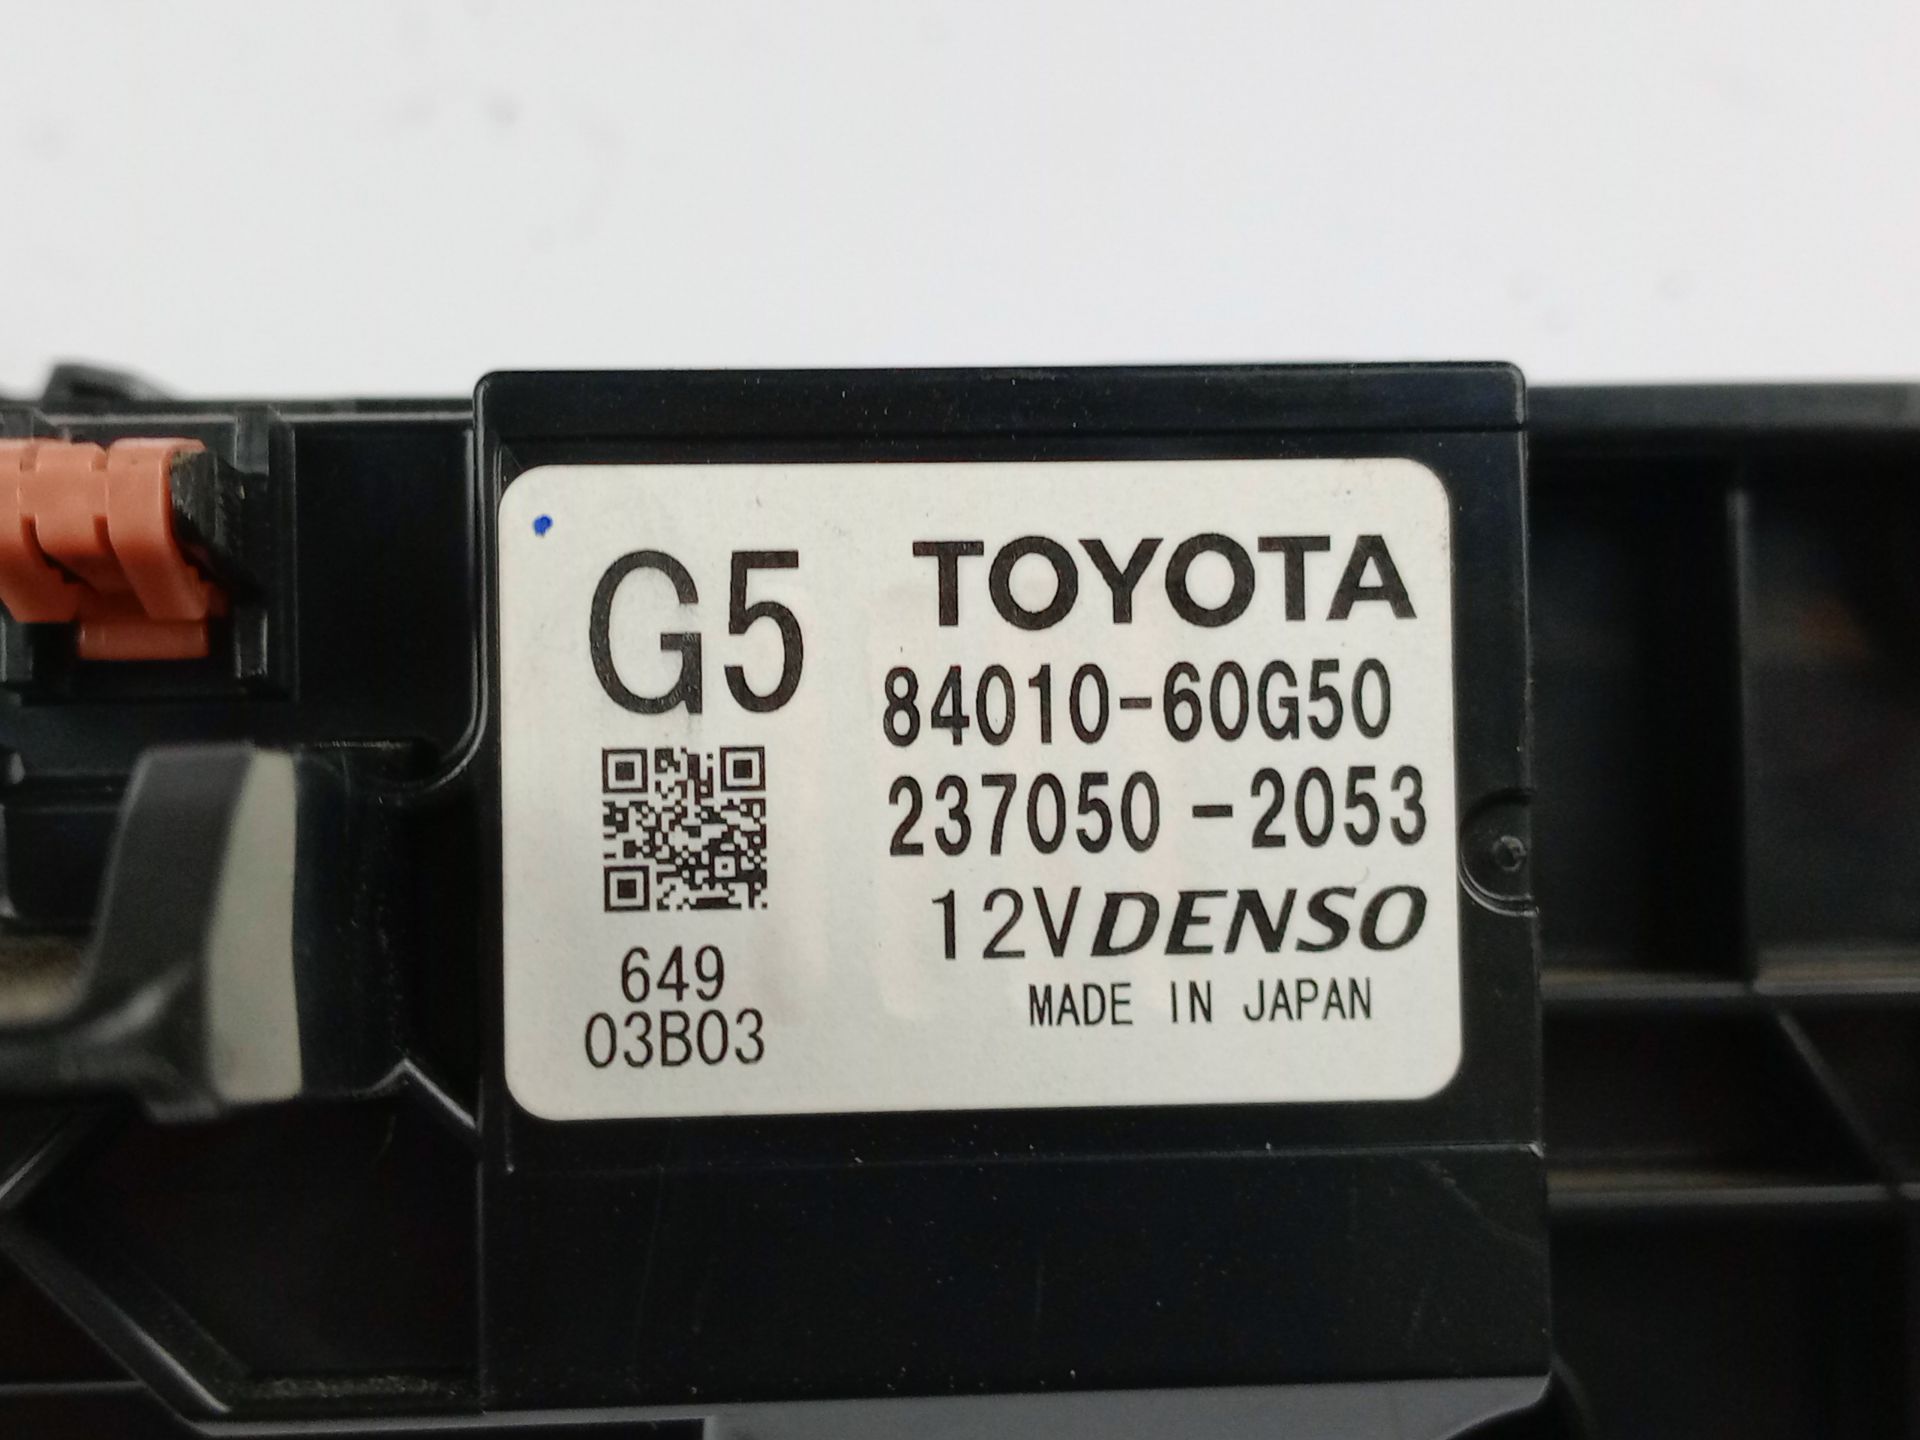 G5
TOYOTA
84010-60G50
237050-2053
12V DENSO
MADE IN JAPAN
649
03B03